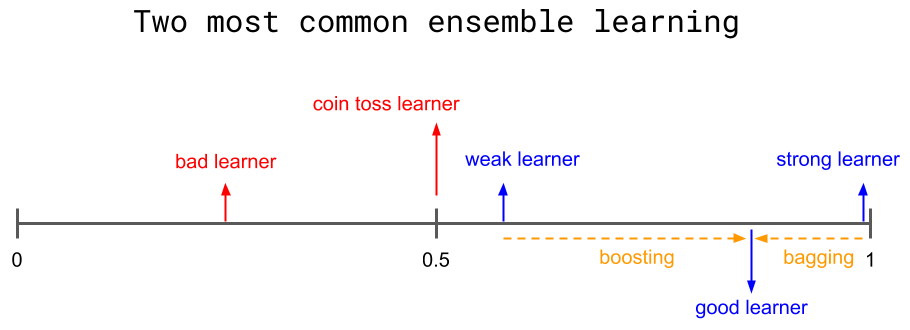 Two most common ensemble learning
coin toss learner
bad learner
weak learner
strong learner
0
0.5
boosting
bagging
1
good learner